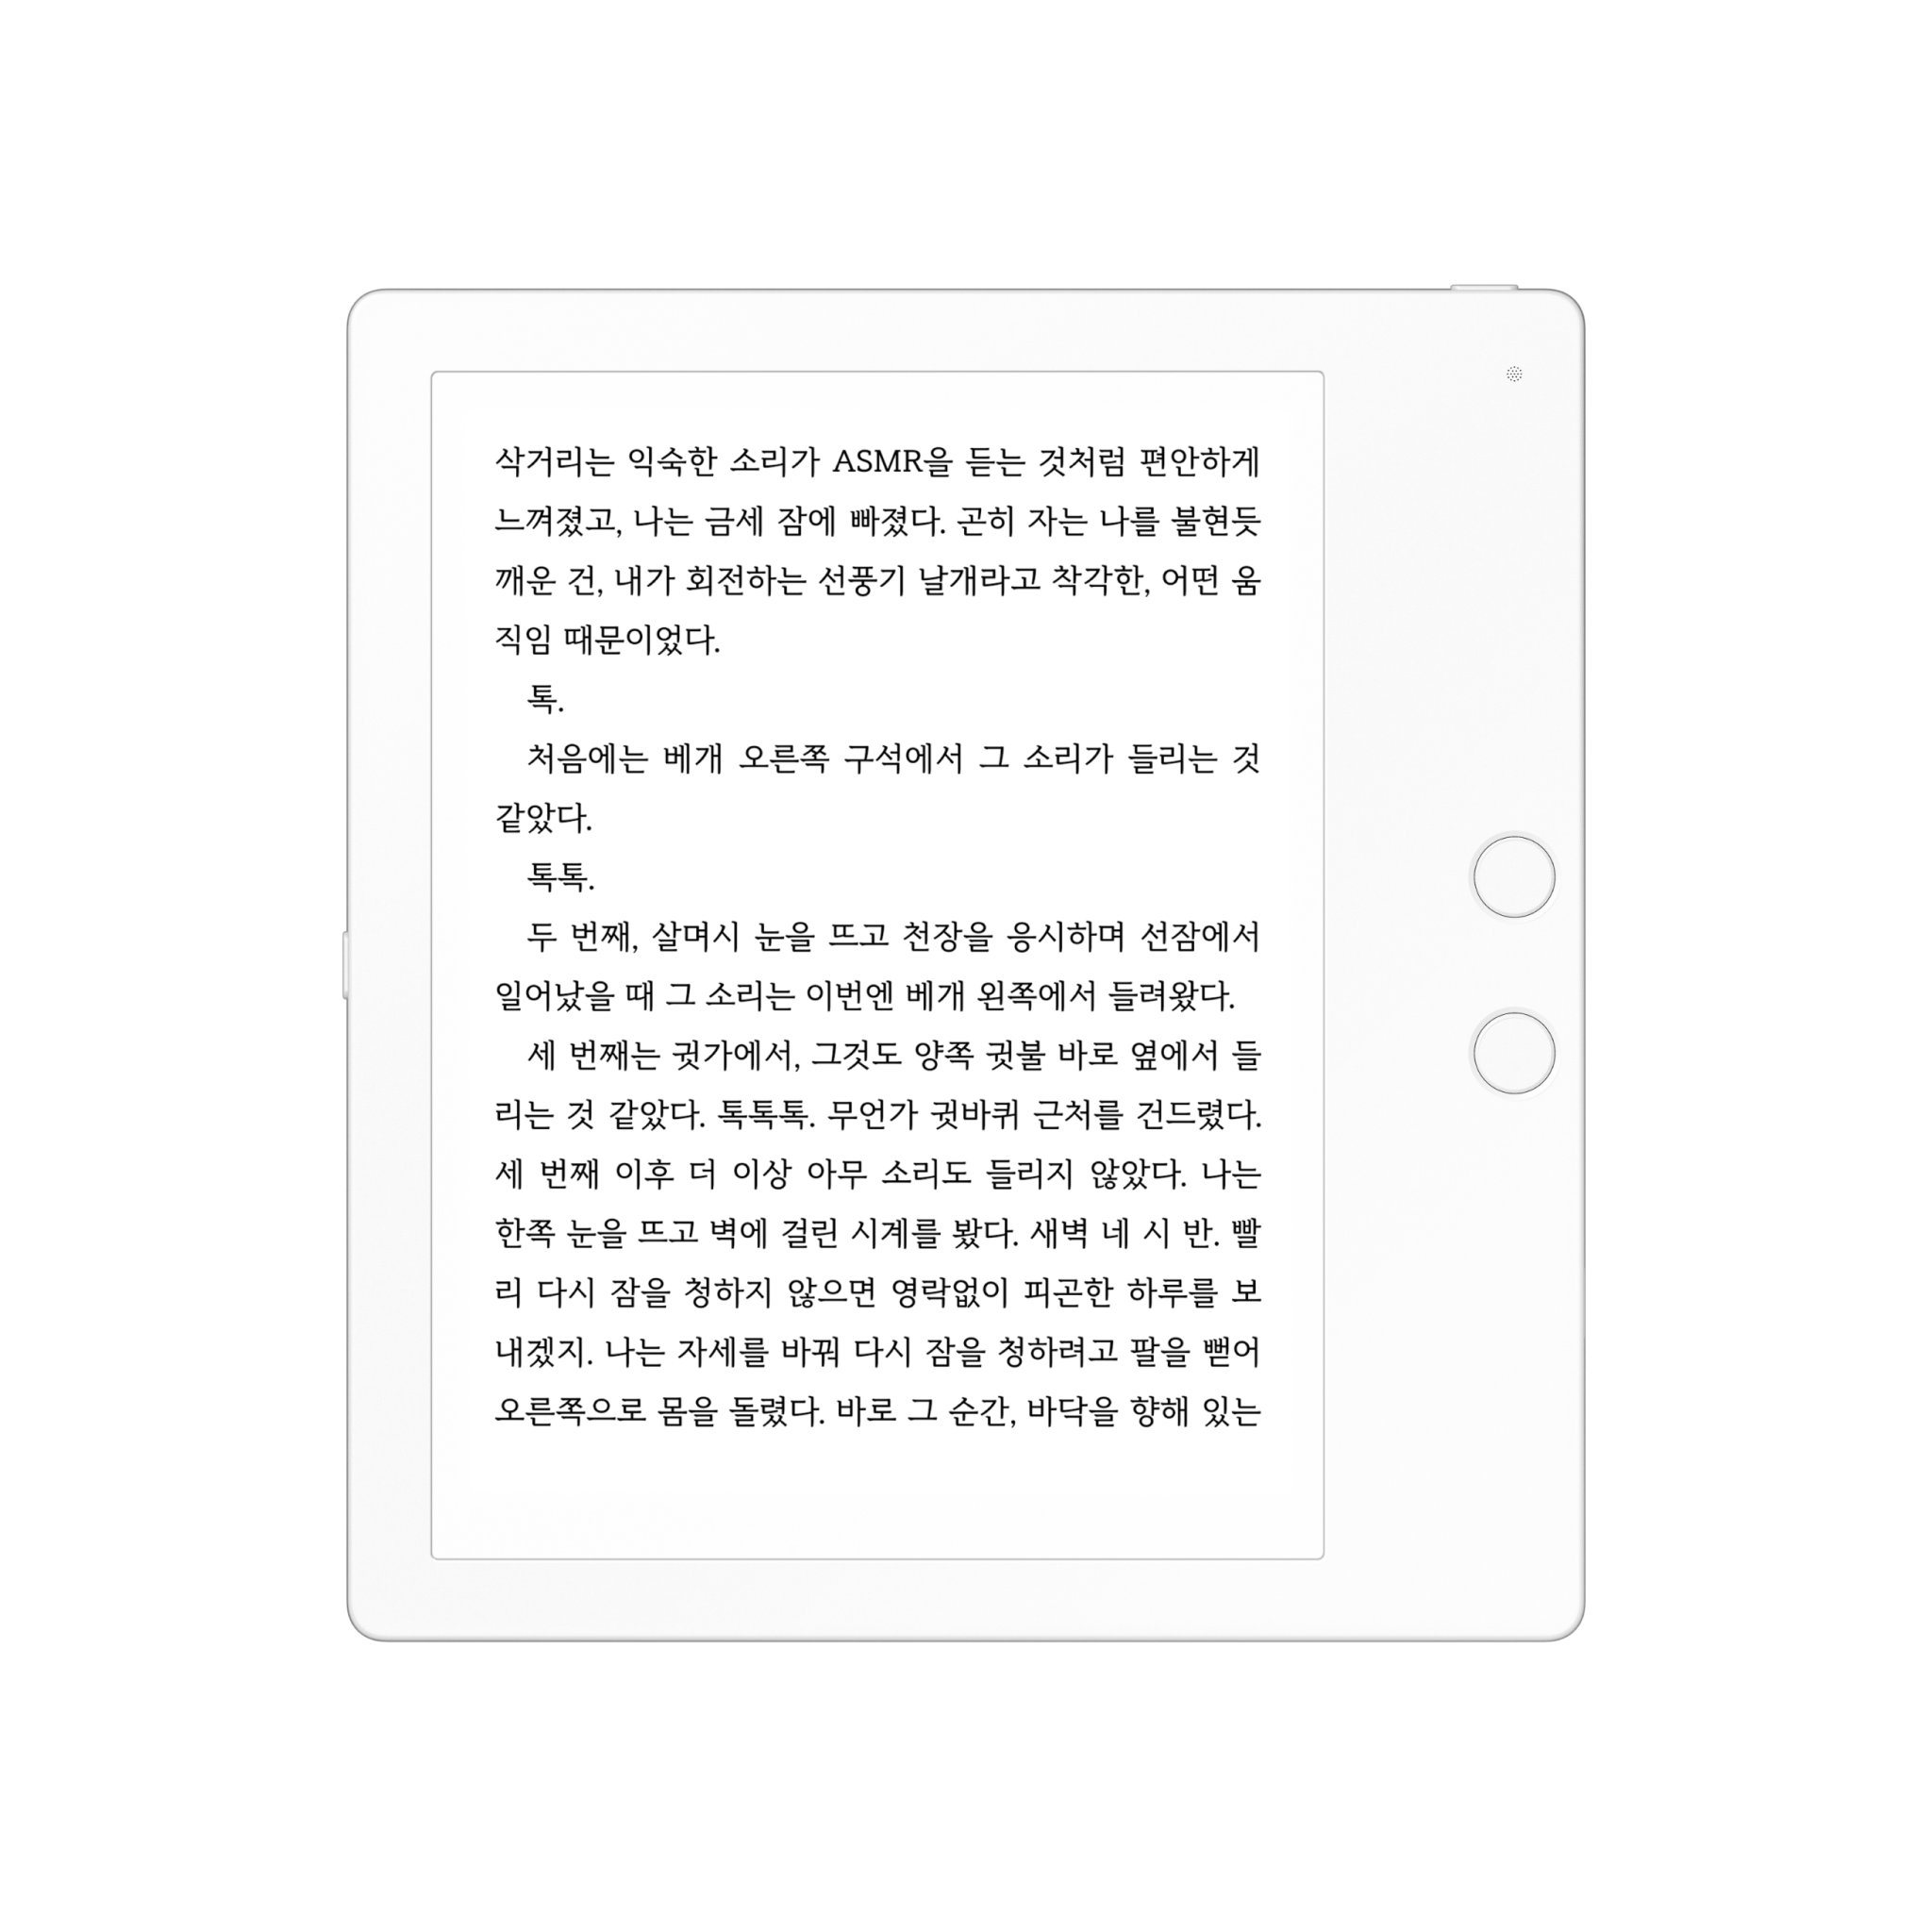 삭거리는 익숙한 소리가 ASMR을 듣는 것처럼 편안하게
느껴졌고, 나는 금세 잠에 빠졌다. 곤히 자는 나를 불현듯
깨운 건, 내가 회전하는 선풍기 날개라고 착각한, 어떤 움
직임 때문이었다.
톡.
처음에는 베개 오른쪽 구석에서 그 소리가 들리는 것
같았다.
톡톡.
두 번째, 살며시 눈을 뜨고 천장을 응시하며 선잠에서
일어났을 때 그 소리는 이번엔 베개 왼쪽에서 들려왔다.
세 번째는 귓가에서, 그것도 양쪽 귓불 바로 옆에서 들
리는 것 같았다. 톡톡톡. 무언가 귓바퀴 근처를 건드렸다.
세 번째 이후 더 이상 아무 소리도 들리지 않았다. 나는
한쪽 눈을 뜨고 벽에 걸린 시계를 봤다. 새벽 네 시 반. 빨
리 다시 잠을 청하지 않으면 영락없이 피곤한 하루를 보
내겠지. 나는 자세를 바꿔 다시 잠을 청하려고 팔을 뻗어
오른쪽으로 몸을 돌렸다. 바로 그 순간, 바닥을 향해 있는